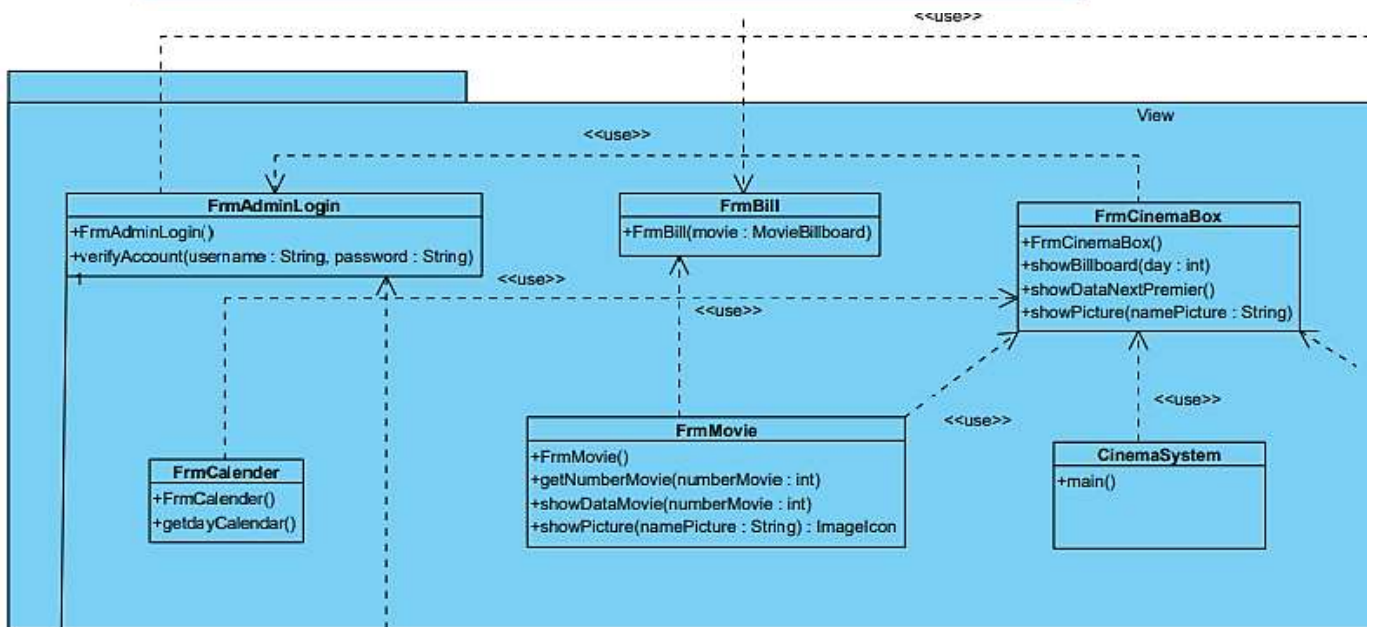 <<use>>
View
<<use>>
FrmAdminLogin
+FrmAdminLogin()
+verifyAccount(username : String, password : String)
FrmBill
+FrmBill(movie : MovieBillboard)
FrmCinemaBox
+FrmCinemaBox()
+showBillboard(day : int)
+showDataNextPremier()
+showPicture(namePicture : String)
<<use>>
<<use>>
<<use>>
<<use>>
FrmMovie
+FrmMovie()
+getNumberMovie(numberMovie : int)
+showDataMovie(numberMovie : int)
+showPicture(namePicture : String) : ImageIcon
CinemaSystem
+main()
FrmCalender
+FrmCalender()
+getdayCalendar()